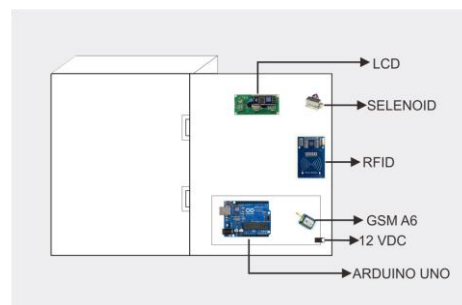 LCD
SELENOID
RFID
GSM A6
12 VDC
ARDUINO UNO